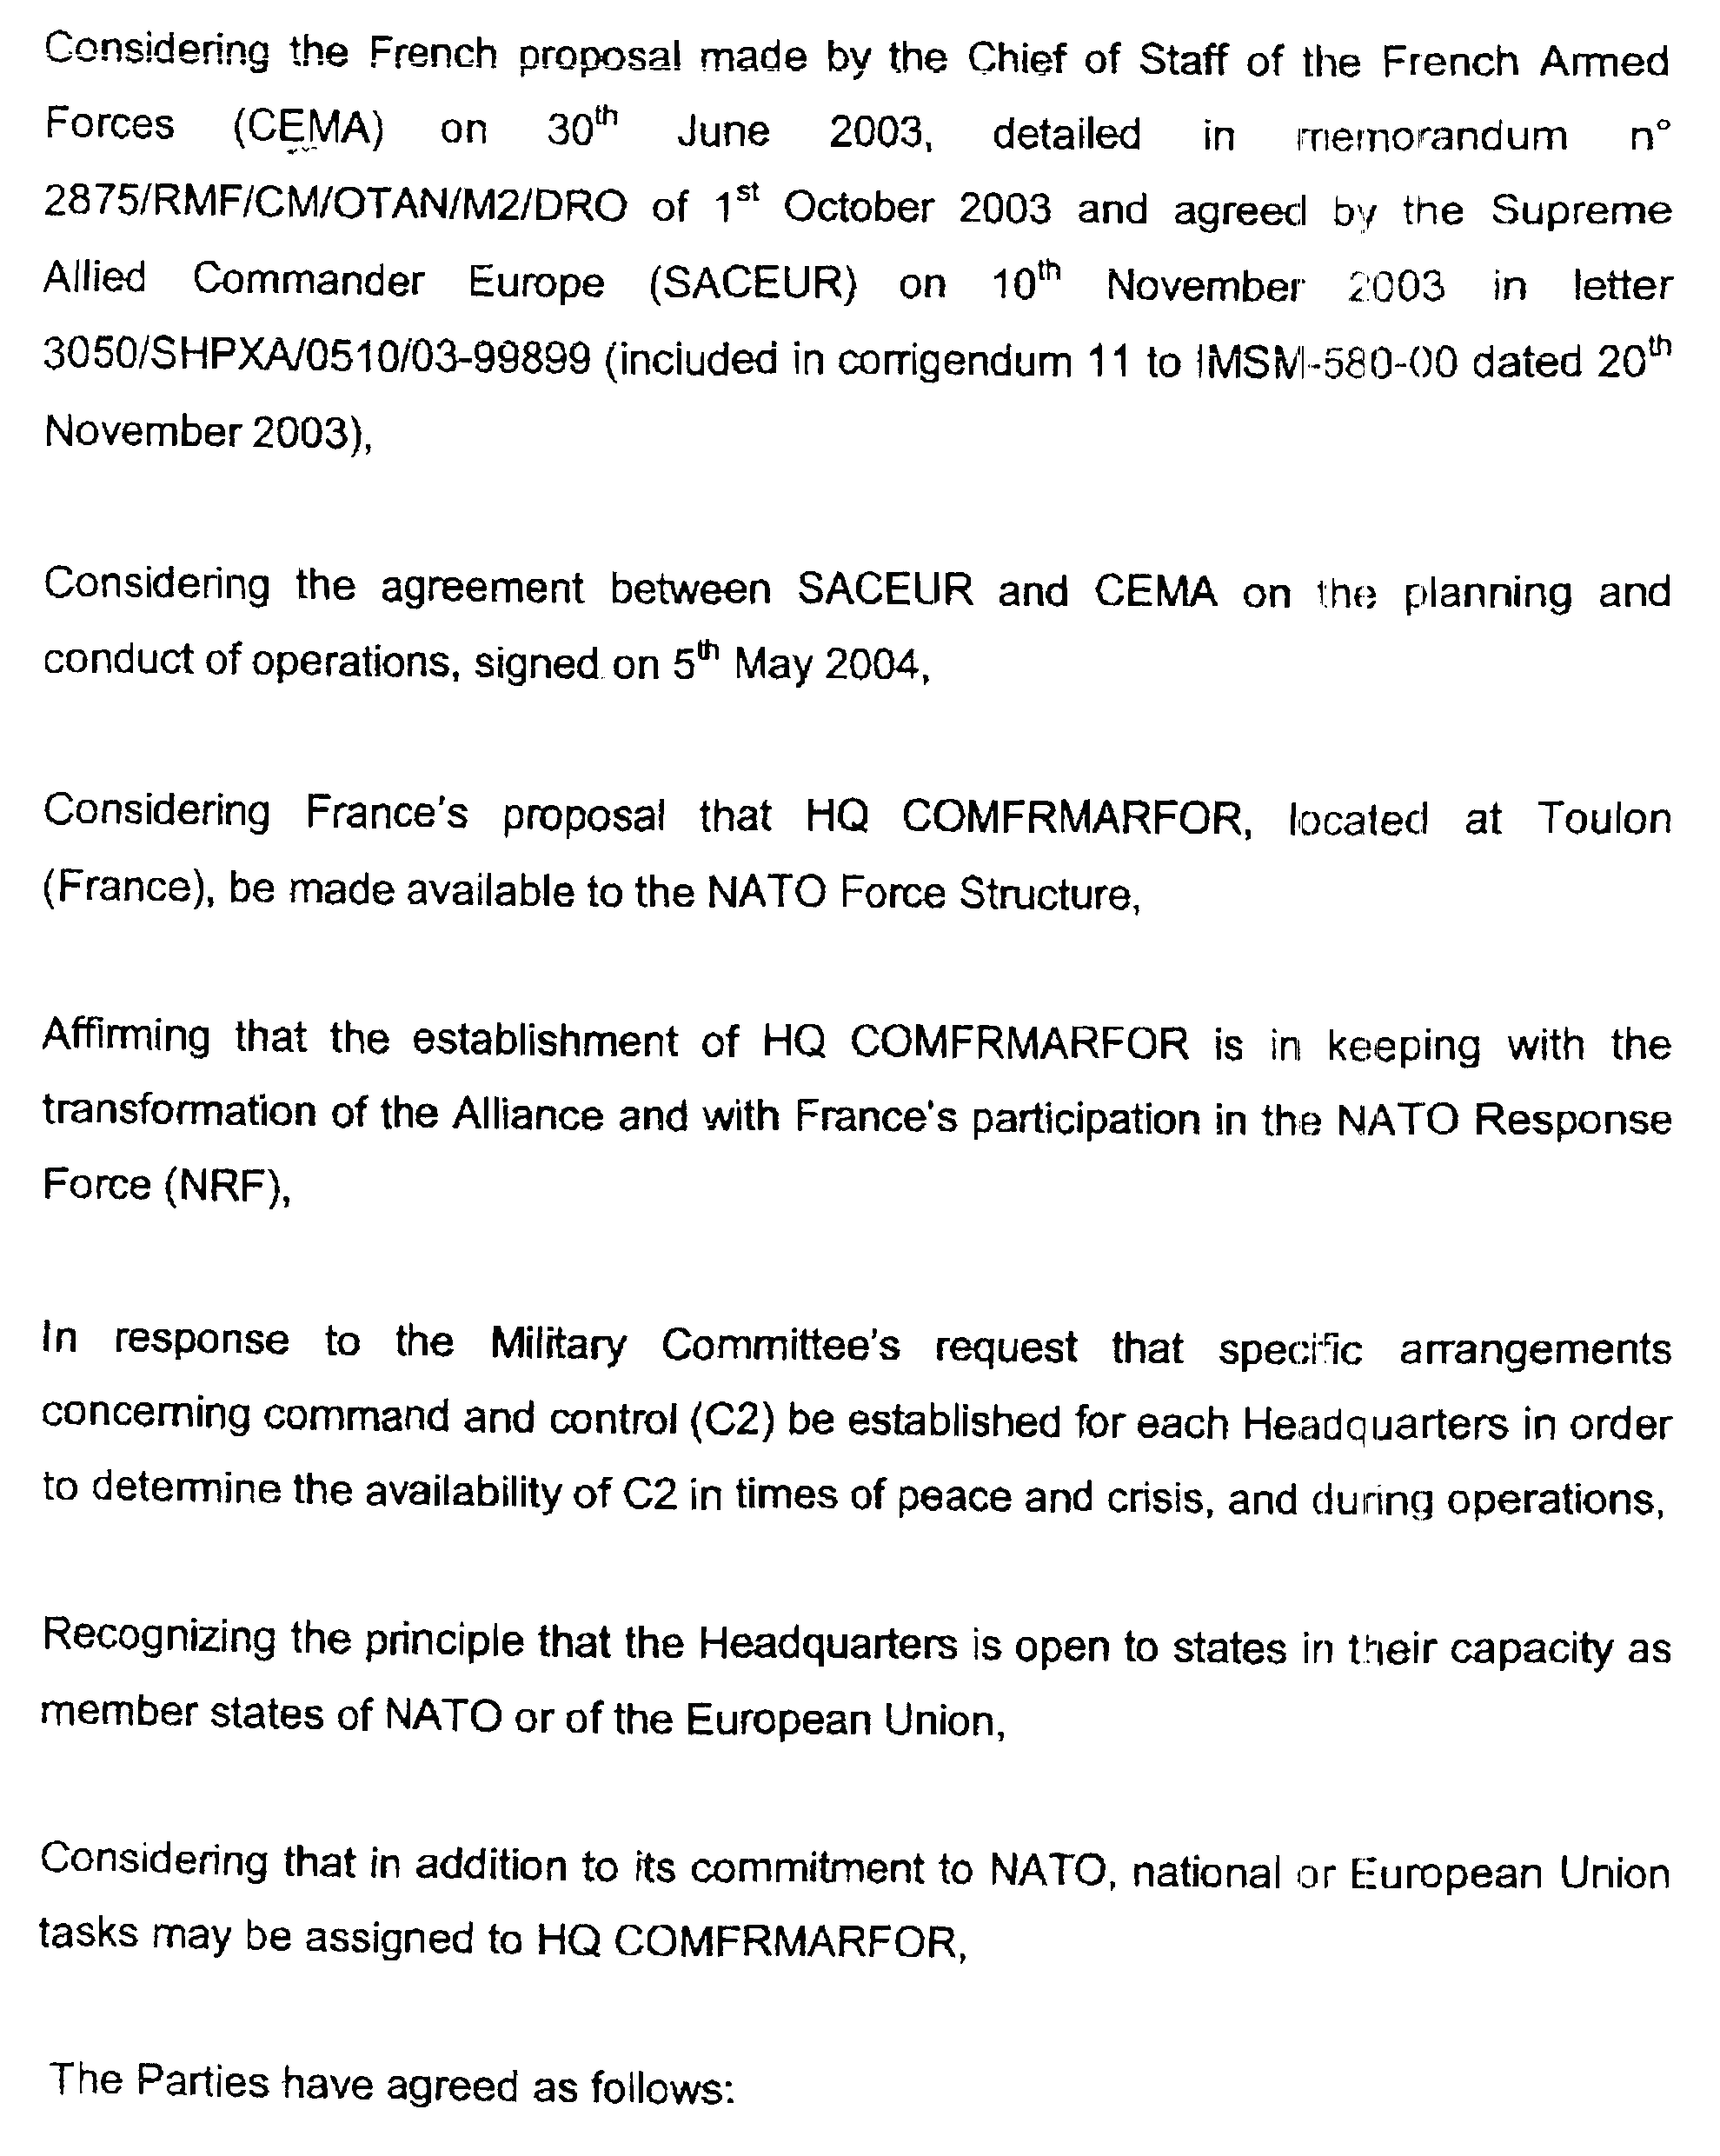 Considering the French proposal made by the Chief of Staff of the French Armed
Forces (CEMA) on 30th June 2003, detailed in memorandum n°
2875/RMF/CM/OTAN/M2/DRO of 1st October 2003 and agreed by the Supreme
Allied Commander Europe (SACEUR) on 10th November 2003 in letter
3050/SHPXA/0510/03-99899 (included in corrigendum 11 to IMSM-580-00 dated 20th
November 2003),
Considering the agreement between SACEUR and CEMA on the planning and
conduct of operations, signed on 5th May 2004,
Considering France's proposal that HQ COMFRMARFOR, located at Toulon
(France), be made available to the NATO Force Structure,
Affirming that the establishment of HQ COMFRMARFOR is in keeping with the
transformation of the Alliance and with France's participation in the NATO Response
Force (NRF),
In response to the Military Committee's request that specific arrangements
concerning command and control (C2) be established for each Headquarters in order
to determine the availability of C2 in times of peace and crisis, and during operations,
Recognizing the principle that the Headquarters is open to states in their capacity as
member states of NATO or of the European Union,
Considering that in addition to its commitment to NATO, national or European Union
tasks may be assigned to HQ COMFRMARFOR,
The Parties have agreed as follows: